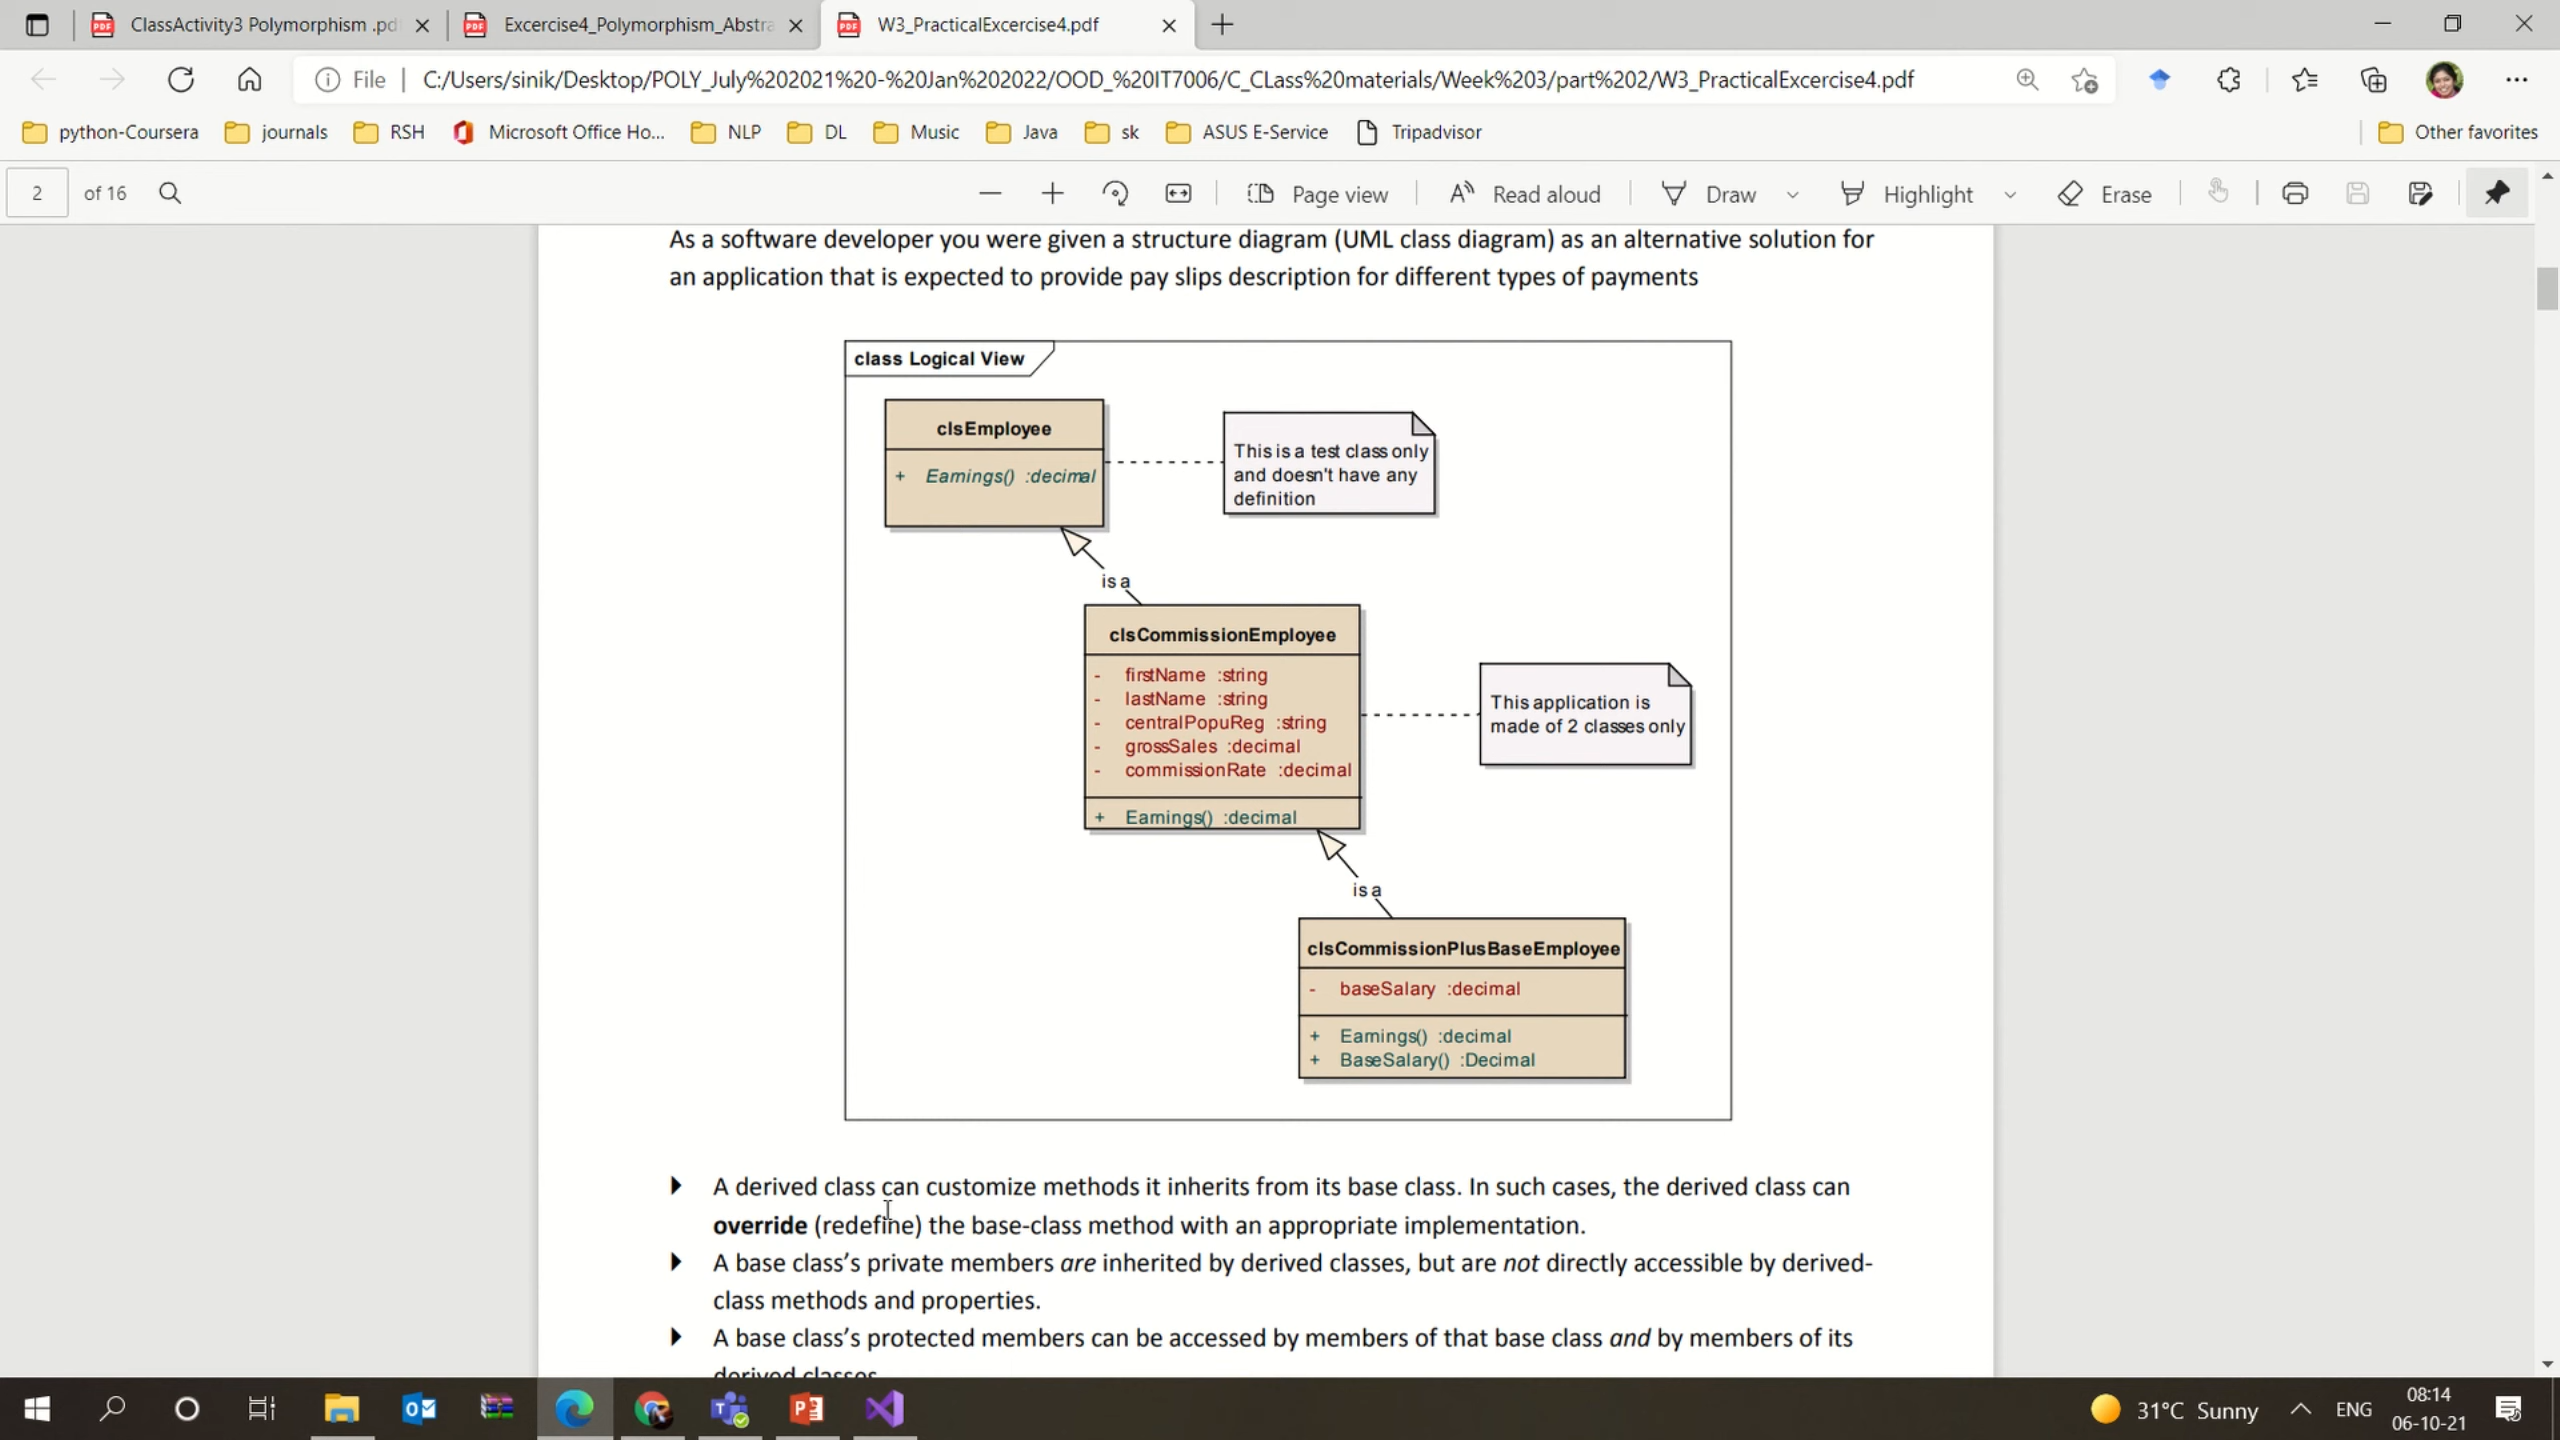 ClassActivity3 Polymorphism .pd
Excercise4_Polymorphism_Abstra
W3_PracticalExcercise4.pdf
File
C:/Users/sinik/Desktop/POLY_July%202021%20-%20Jan%202022/OOD_%20IT7006/C_CLass%20materials/Week%203/part%202/W3_PracticalExcercise4.pdf
python-Coursera
journals
RSH
Microsoft Office Ho...
NLP
DL
Music
Java
sk
ASUS E-Service
Tripadvisor
Other favorites
2 of 16
Page view
Read aloud
Draw
Highlight
Erase
As a software developer you were given a structure diagram (UML class diagram) as an alternative solution for
an application that is expected to provide pay slips description for different types of payments
class Logical View
clsEmployee
+ Earnings() :decimal
This is a test class only
and doesn't have any
definition
is a
clsCommissionEmployee
- firstName :string
- lastName :string
- centralPopuReg :string
- grossSales :decimal
- commissionRate :decimal
+ Earnings() :decimal
This application is
made of 2 classes only
is a
clsCommissionPlusBaseEmployee
- baseSalary :decimal
+ Earnings() :decimal
+ BaseSalary() :Decimal
A derived class can customize methods it inherits from its base class. In such cases, the derived class can
override (redefine) the base-class method with an appropriate implementation.
A base class’s private members are inherited by derived classes, but are not directly accessible by derived-
class methods and properties.
A base class’s protected members can be accessed by members of that base class and by members of its
derived classes
31°C Sunny
ENG
08:14
06-10-21